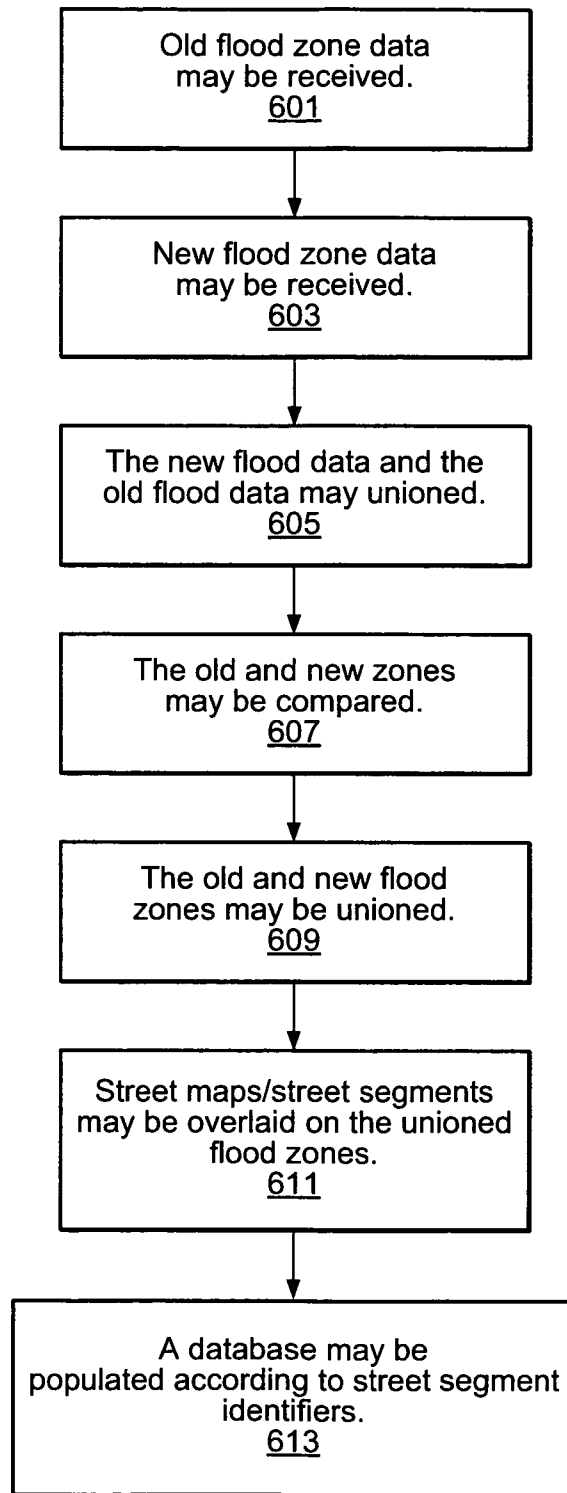 Old flood zone data
may be received.
601
New flood zone data
may be received.
603
The new flood data and the
old flood data may unioned.
605
The old and new zones
may be compared.
607
The old and new flood
zones may be unioned.
609
Street maps/street segments
may be overlaid on the unioned
flood zones.
611
A database may be
populated according to street segment
identifiers.
613